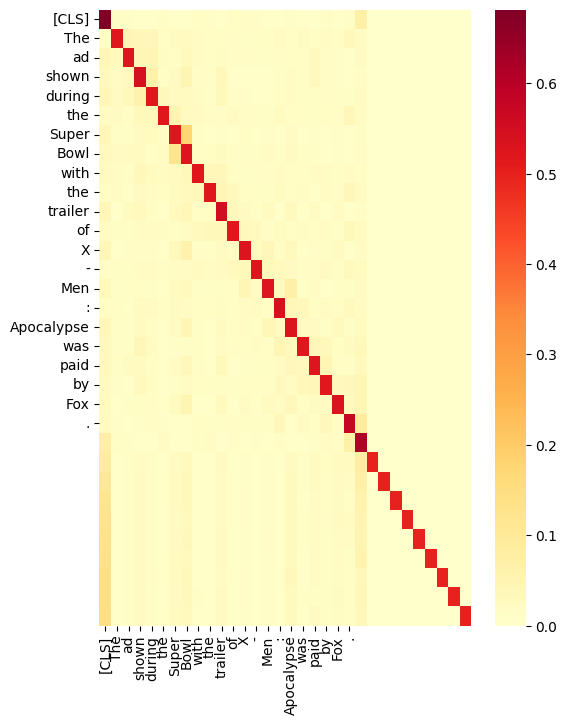 [CLS]
The
ad
shown
during
the
Super
Bowl
with
the
trailer
of
X
-
Men
:
Apocalypse
was
paid
by
Fox
.
0.6
0.5
0.4
0.3
0.2
0.1
0.0
[CLS]
The
ad
shown
during
the
Super
Bowl
with
the
trailer
of
X
-
Men
:
Apocalypse
was
paid
by
Fox
.